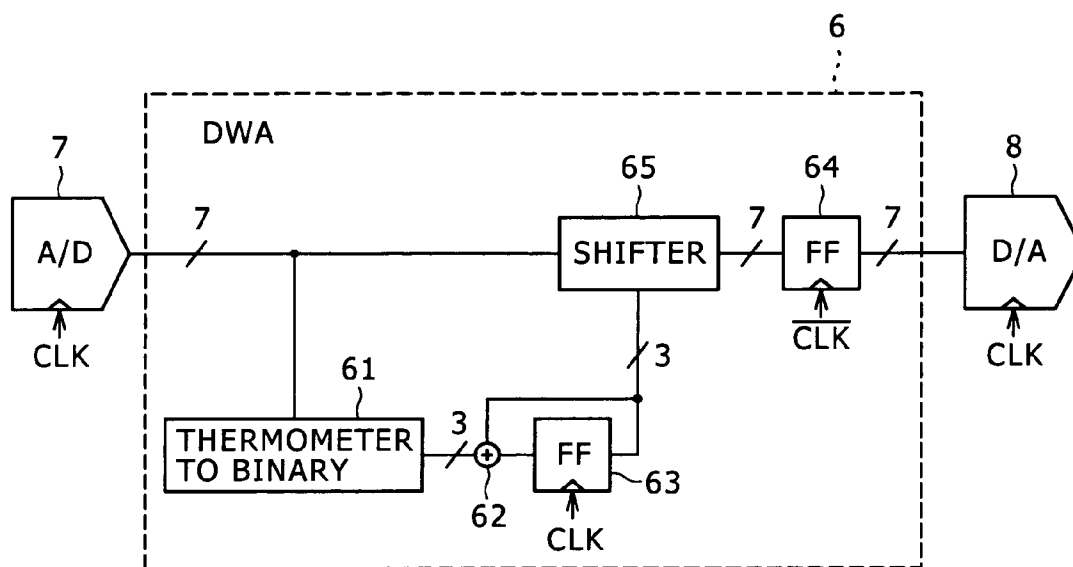 6
DWA
7
65
64
8
A/D
7
SHIFTER
7
FF
7
D/A
CLK
CLK
CLK
3
61
THERMOMETER
TO BINARY
3
62
FF
63
CLK